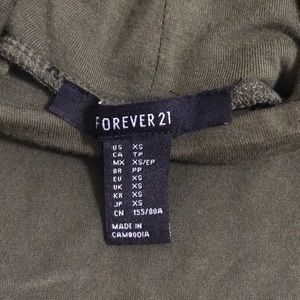 FOREVER 21
US XS
CA TP
MX XS/EP
BR PP
EU XS
UK XS
KR XS
JP XS
CN 155/80A
MADE IN
CAMBODIA